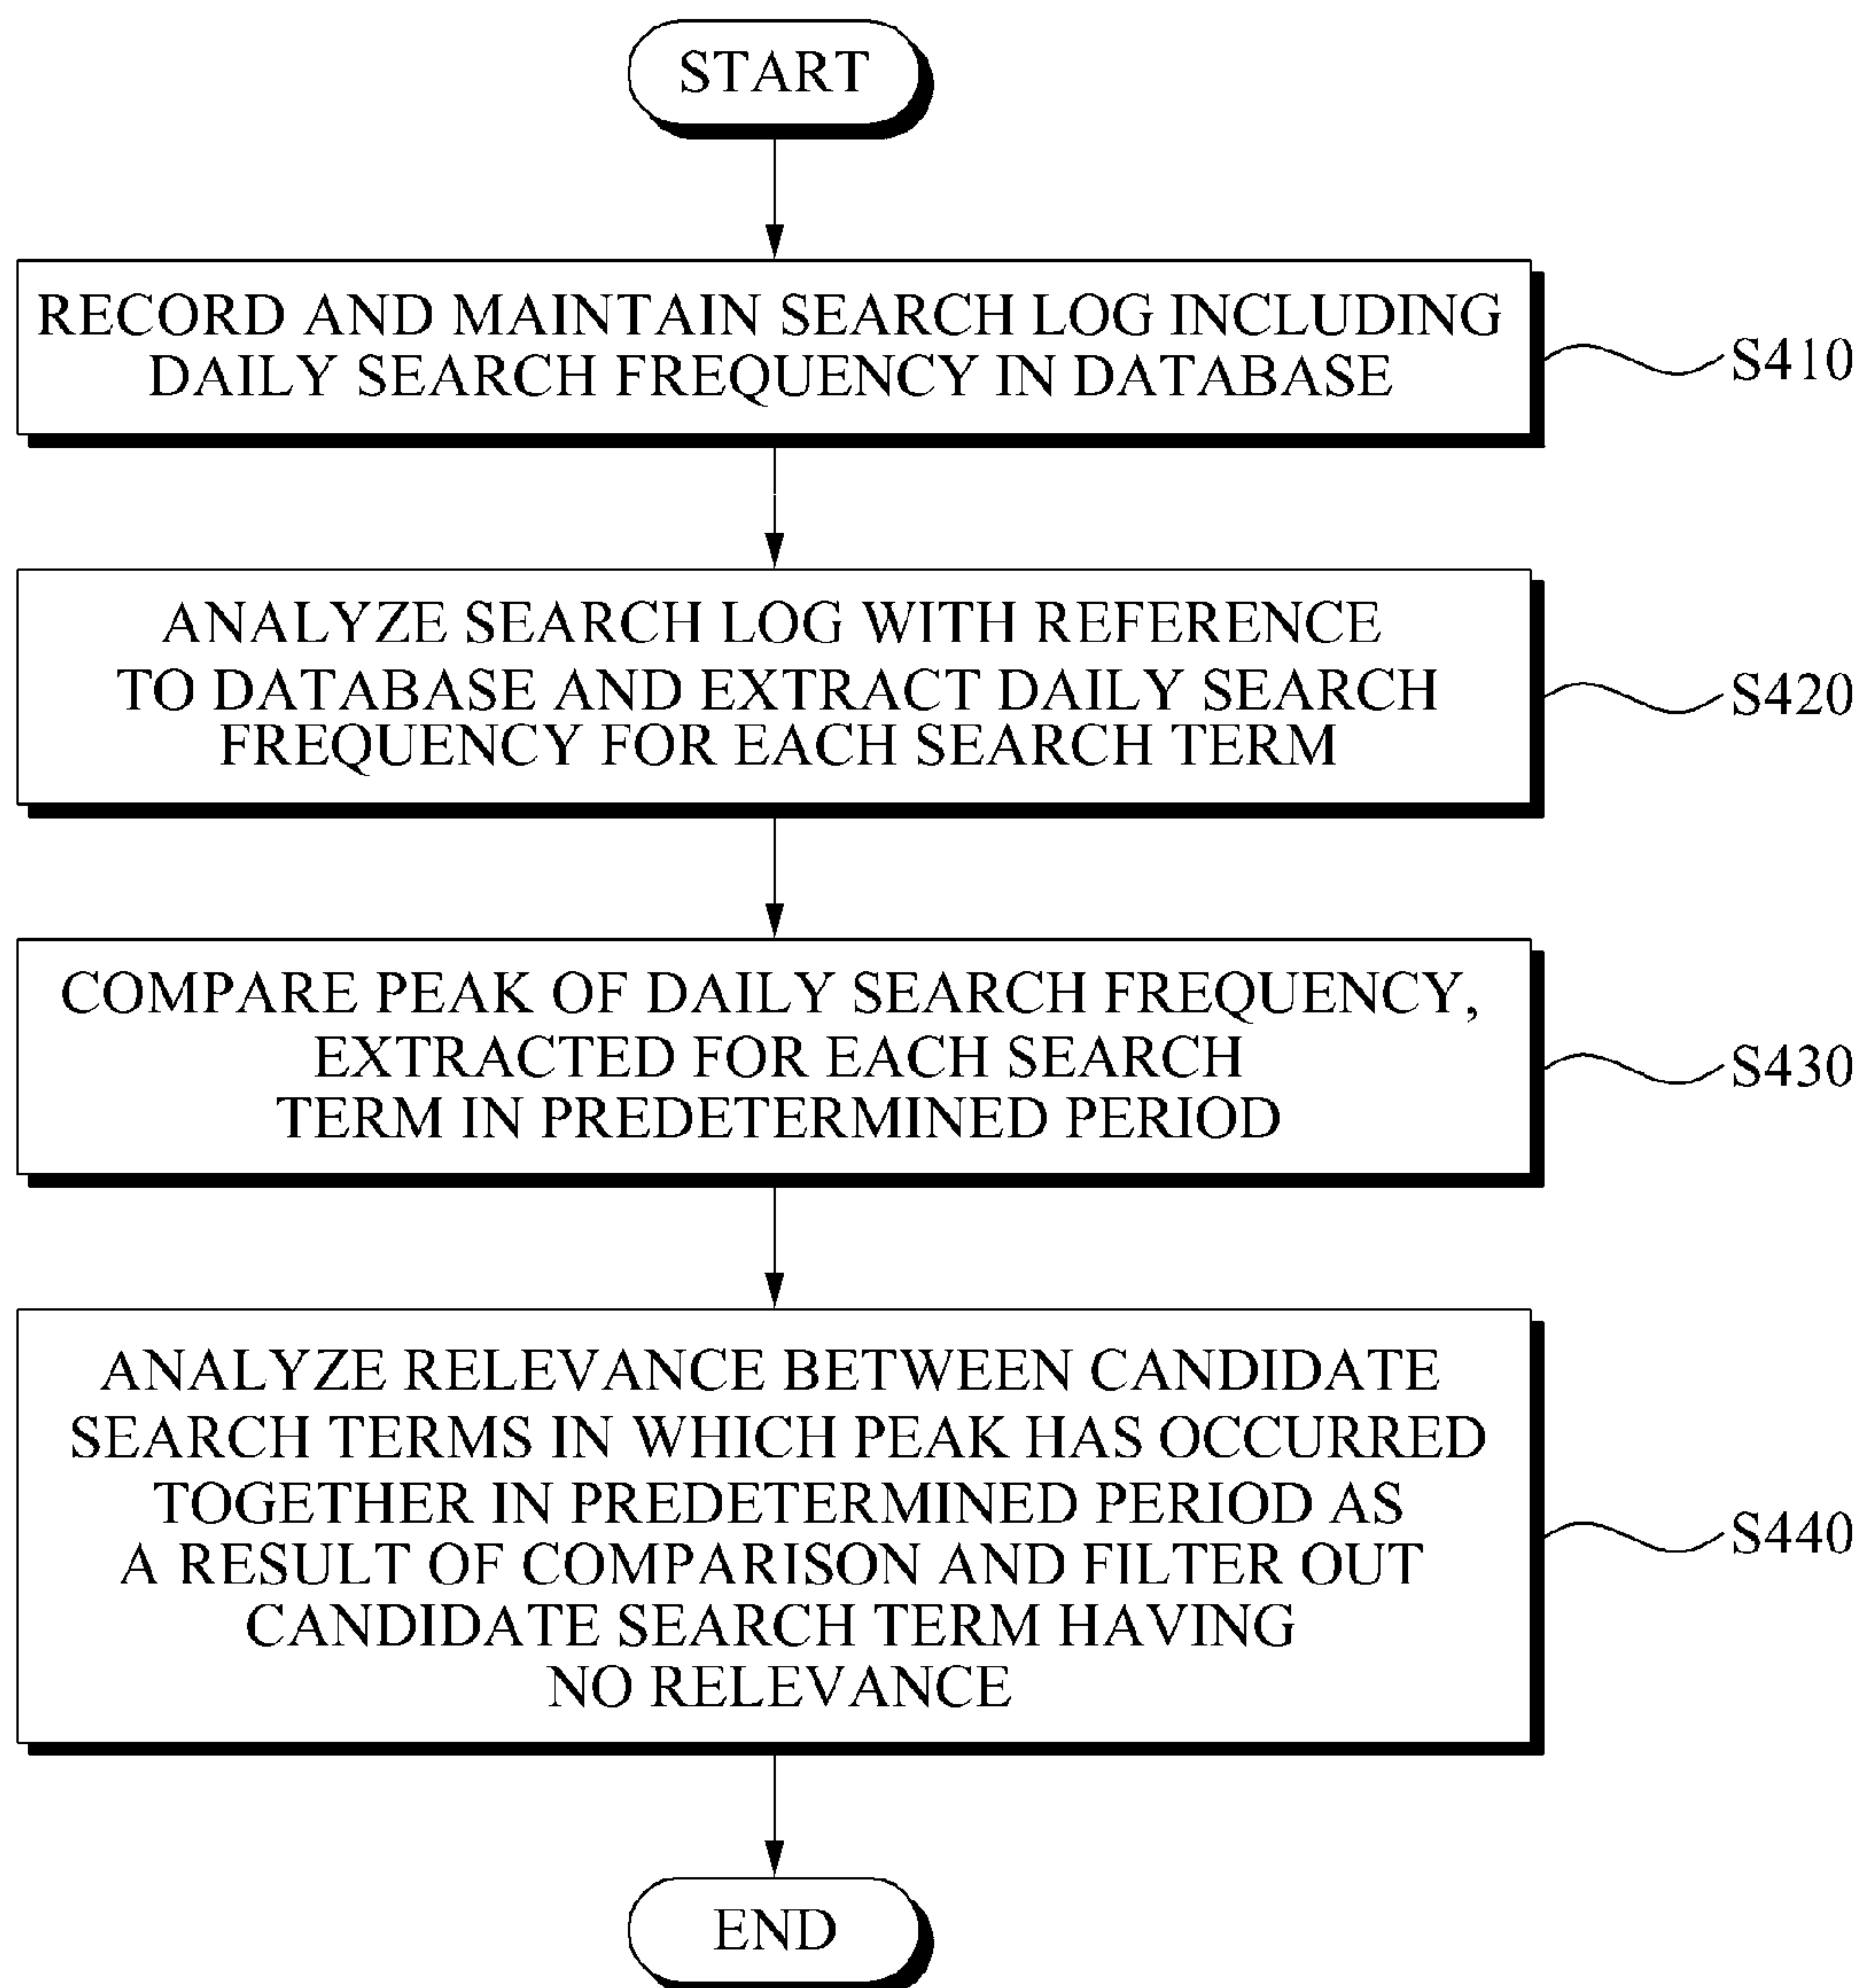 START
RECORD AND MAINTAIN SEARCH LOG INCLUDING
DAILY SEARCH FREQUENCY IN DATABASE
S410
ANALYZE SEARCH LOG WITH REFERENCE
TO DATABASE AND EXTRACT DAILY SEARCH
FREQUENCY FOR EACH SEARCH TERM
S420
COMPARE PEAK OF DAILY SEARCH FREQUENCY,
EXTRACTED FOR EACH SEARCH
TERM IN PREDETERMINED PERIOD
S430
ANALYZE RELEVANCE BETWEEN CANDIDATE
SEARCH TERMS IN WHICH PEAK HAS OCCURRED
TOGETHER IN PREDETERMINED PERIOD AS
A RESULT OF COMPARISON AND FILTER OUT
CANDIDATE SEARCH TERM HAVING
NO RELEVANCE
S440
END